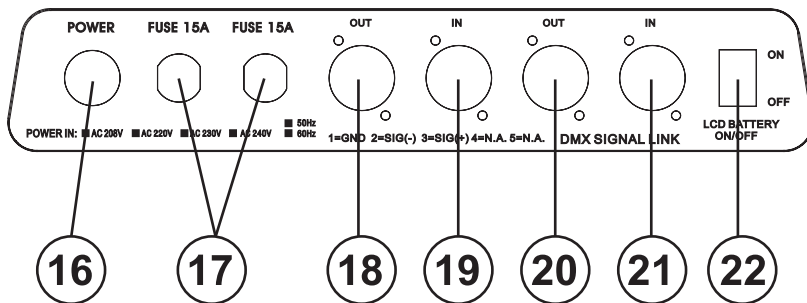 POWER FUSE 15A FUSE 15A OUT IN OUT IN
ON
OFF
50Hz
POWER IN: AC 208V AC 220V AC 230V AC 240V 60Hz
1=GND 2=SIG(-) 3=SIG(+) 4=N.A. 5=N.A. DMX SIGNAL LINK
LCD BATTERY
ON/OFF
16 17 18 19 20 21 22